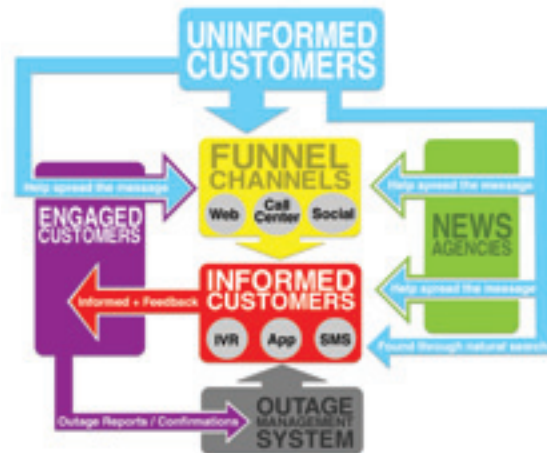 UNINFORMED
CUSTOMERS
FUNNEL
CHANNELS
Web
Call
Center
Social
Help spread the message
Help spread the message
ENGAGED
CUSTOMERS
NEWS
AGENCIES
INFORMED
CUSTOMERS
Informed + Feedback
Help spread the message
IVR
App
SMS
Found through natural search
Outage Reports / Confirmations
OUTAGE
MANAGEMENT
SYSTEM